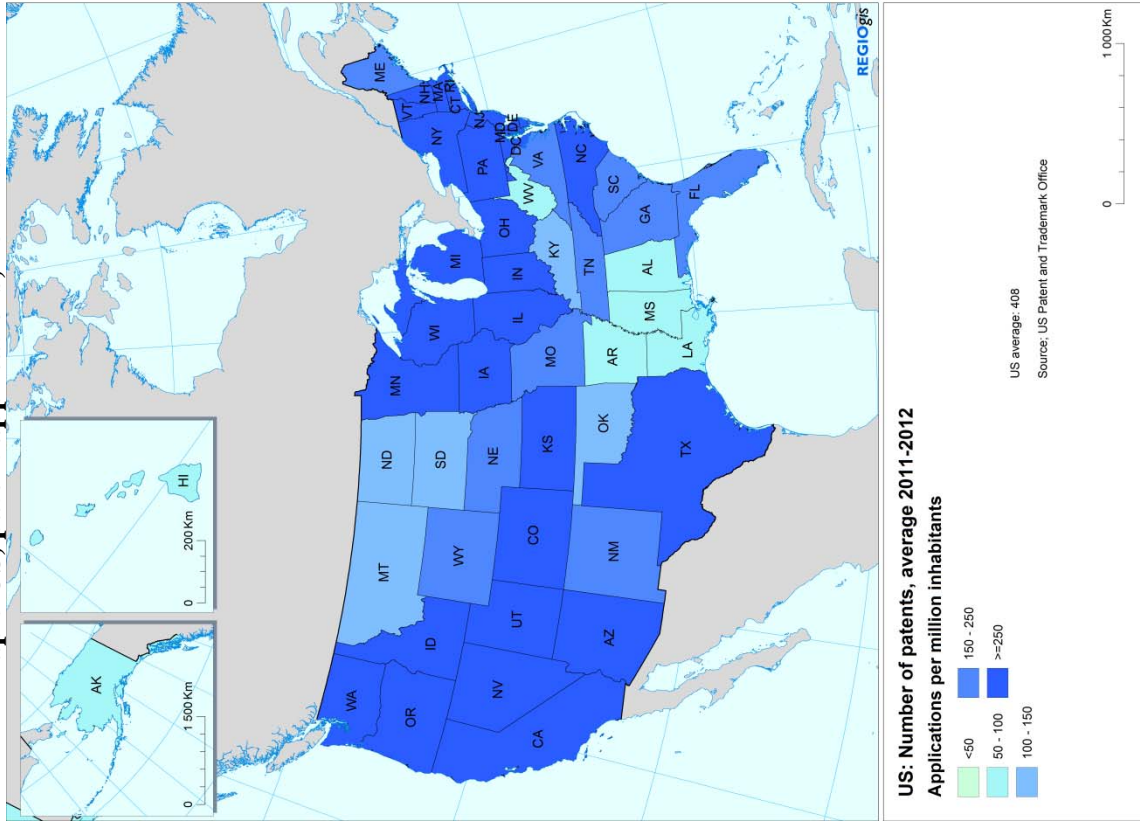 AK
1 500 Km
0
HI
200 Km
0
WA
OR
CA
NV
ID
MT
WY
UT
AZ
CO
NM
ND
SD
NE
KS
OK
TX
MN
IA
MO
AR
LA
WI
IL
MS
MI
IN
KY
TN
AL
OH
WV
GA
FL
SC
NC
VA
PA
NY
VT
NH
MA
RI
CT
NJ
MD
DE
DC
ME
REGIOgis
US: Number of patents, average 2011-2012
Applications per million inhabitants
<50
50 - 100
100 - 150
150 - 250
>=250
US average: 408
Source: US Patent and Trademark Office
0
1 000 Km